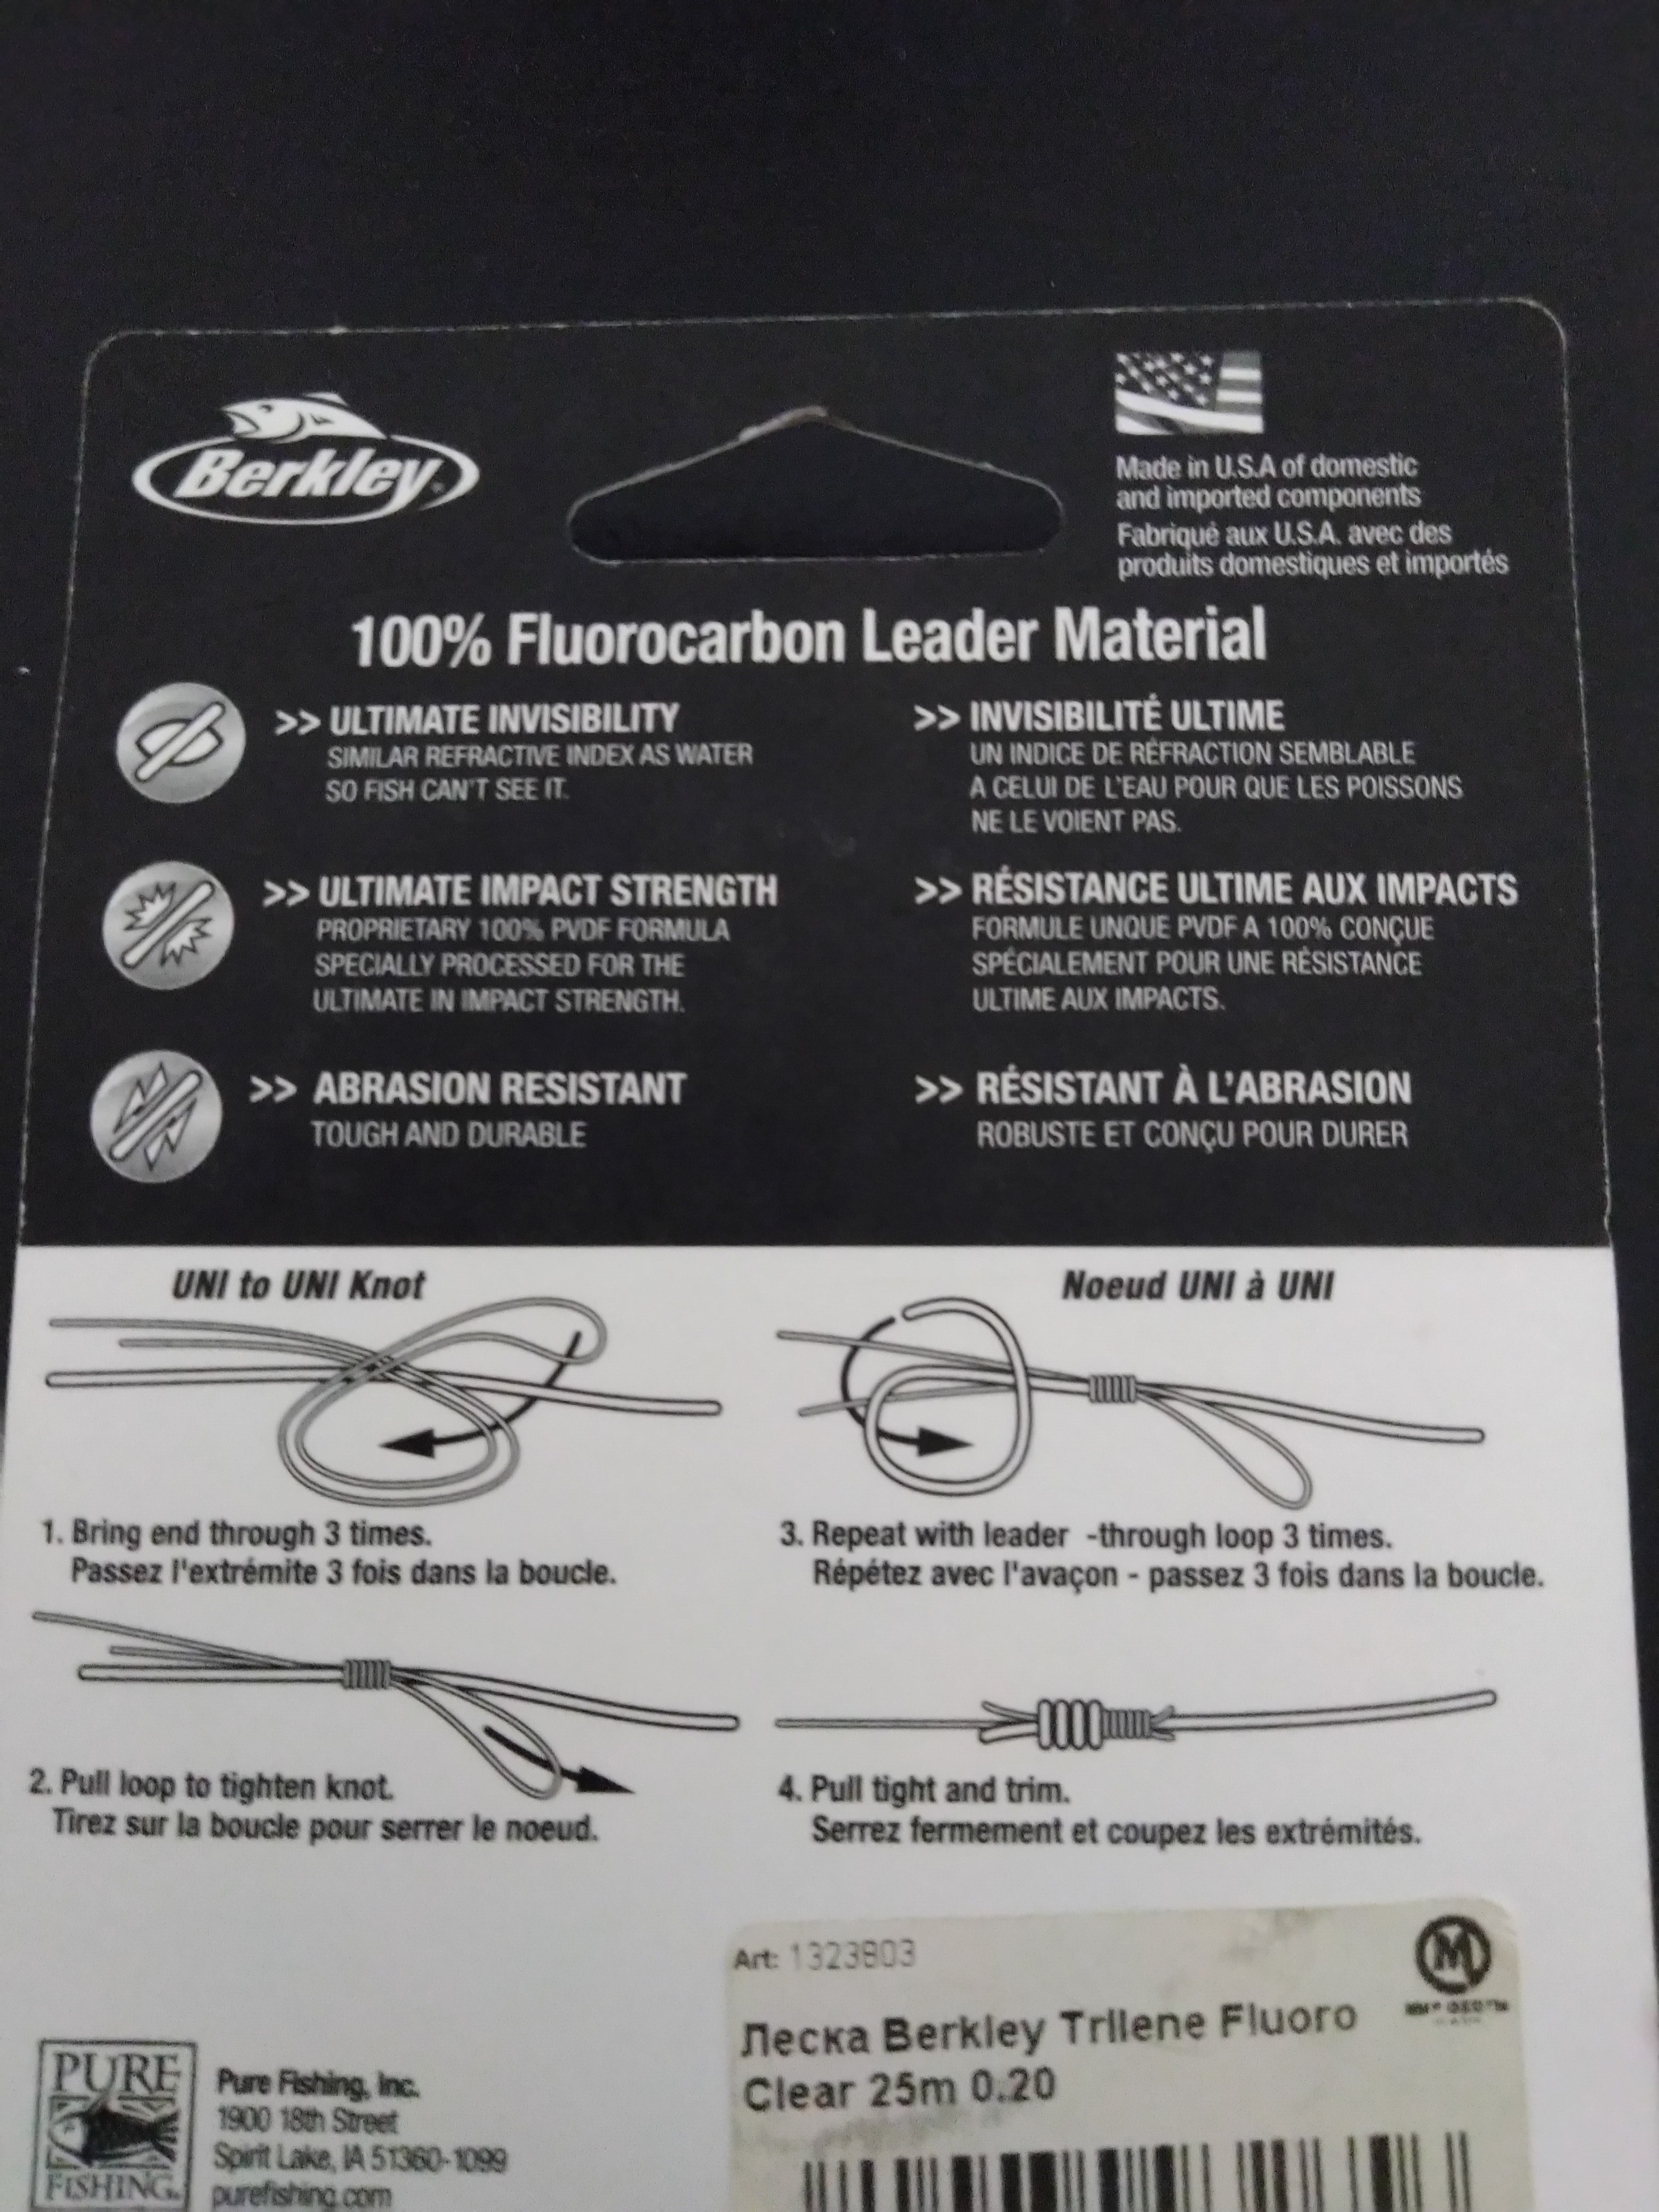 Berkley
Made in U.S.A of domestic
and imported components
Fabriqué aux U.S.A. avec des
produits domestiques et importés
100% Fluorocarbon Leader Material
>> ULTIMATE INVISIBILITY
SIMILAR REFRACTIVE INDEX AS WATER
SO FISH CAN'T SEE IT.
>> INVISIBILITÉ ULTIME
UN INDICE DE RÉFRACTION SEMBLABLE
A CELUI DE L'EAU POUR QUE LES POISSONS
NE LE VOIENT PAS.
>> ULTIMATE IMPACT STRENGTH
PROPRIETARY 100% PVDF FORMULA
SPECIALLY PROCESSED FOR THE
ULTIMATE IN IMPACT STRENGTH.
>> RÉSISTANCE ULTIME AUX IMPACTS
FORMULE UNQUE PVDF A 100% CONÇUE
SPÉCIALEMENT POUR UNE RÉSISTANCE
ULTIME AUX IMPACTS.
>> ABRASION RESISTANT
TOUGH AND DURABLE
>> RÉSISTANT À L'ABRASION
ROBUSTE ET CONÇU POUR DURER
UNI to UNI Knot
Noeud UNI à UNI
1. Bring end through 3 times.
Passez l'extrémite 3 fois dans la boucle.
3. Repeat with leader -through loop 3 times.
Répétez avec l'avaçon - passez 3 fois dans la boucle.
2. Pull loop to tighten knot.
Tirez sur la boucle pour serrer le noeud.
4. Pull tight and trim.
Serrez fermement et coupez les extrémités.
Art: 1323803
M
Леска Berkley Trilene Fluoro
Clear 25m 0.20
PURE
FISHING
Pure Fishing, Inc.
1900 18th Street
Spirit Lake, IA 51360-1099
purefishing.com